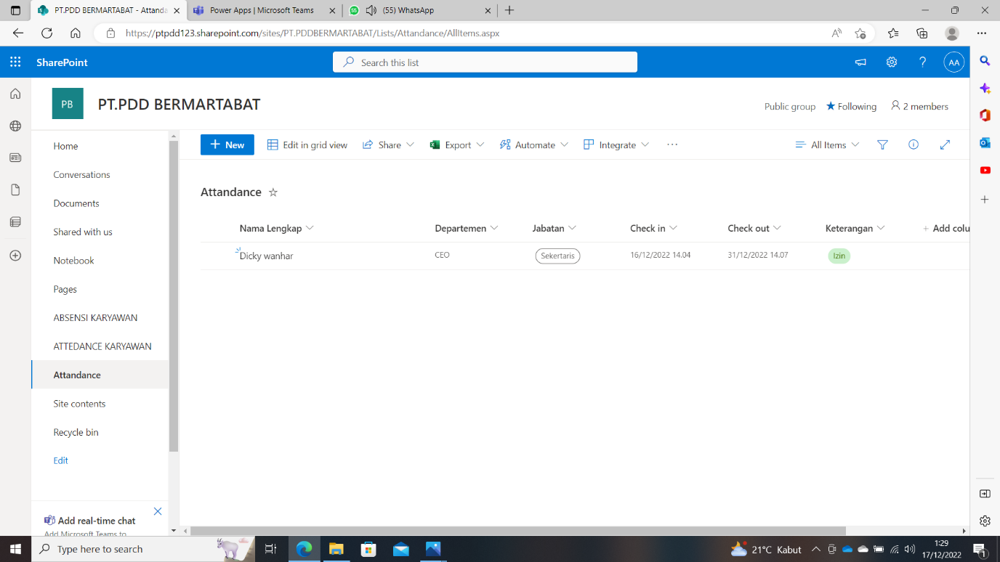 PT.PDD BERMARTABAT - Attanda
Power Apps | Microsoft Teams
55
(55) WhatsApp
https://ptpdd123.sharepoint.com/sites/PT.PDDBERMARTABAT/Lists/Attandance/AllItems.aspx
SharePoint
Search this list
AA
PB
PT.PDD BERMARTABAT
Public group
Following
2 members
Home
Conversations
Documents
Shared with us
Notebook
Pages
ABSENSI KARYAWAN
ATTEDANCE KARYAWAN
Attandance
Site contents
Recycle bin
Edit
Add real-time chat
Add Microsoft Teams to
New
Edit in grid view
Share
Export
Automate
Integrate
All Items
Attandance
Nama Lengkap
Departemen
Jabatan
Check in
Check out
Keterangan
+ Add colu
Dicky wanhar
CEO
Sekertaris
16/12/2022 14.04
31/12/2022 14.07
Izin
Type here to search
21°C Kabut
1:29
17/12/2022
1